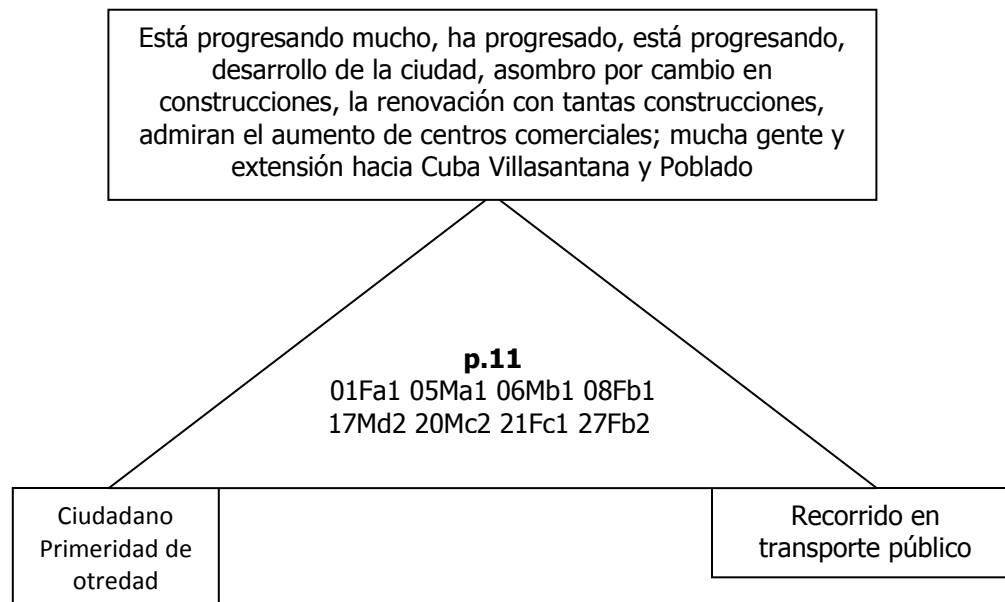 Está progresando mucho, ha progresado, está progresando,
desarrollo de la ciudad, asombro por cambio en
construcciones, la renovación con tantas construcciones,
admiran el aumento de centros comerciales; mucha gente y
extensión hacia Cuba Villasantana y Poblado
p.11
01Fa1 05Ma1 06Mb1 08Fb1
17Md2 20Mc2 21Fc1 27Fb2
Ciudadano
Primeridad de
otredad
Recorrido en
transporte público